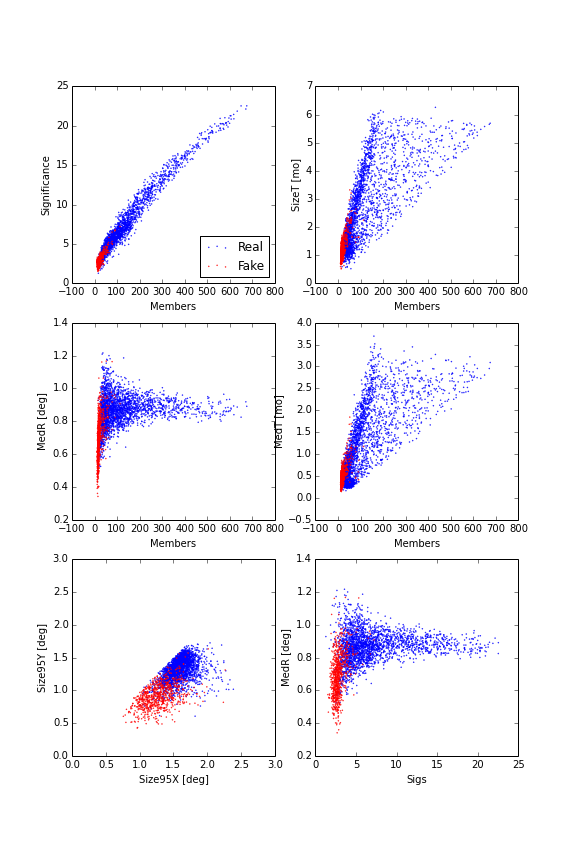 25
20
15
10
5
0
Significance
−100 0 100 200 300 400 500 600 700 800
Members
Real
Fake
7
6
5
4
3
2
1
0
SizeT [mo]
−100 0 100 200 300 400 500 600 700 800
Members
1.4
1.2
1.0
0.8
0.6
0.4
0.2
MedR [deg]
−100 0 100 200 300 400 500 600 700 800
Members
4.0
3.5
3.0
2.5
2.0
1.5
1.0
0.5
0.0
−0.5
MedT [mo]
−100 0 100 200 300 400 500 600 700 800
Members
3.0
2.5
2.0
1.5
1.0
0.5
0.0
Size95Y [deg]
0.0 0.5 1.0 1.5 2.0 2.5 3.0
Size95X [deg]
1.4
1.2
1.0
0.8
0.6
0.4
0.2
MedR [deg]
0 5 10 15 20 25
Sigs